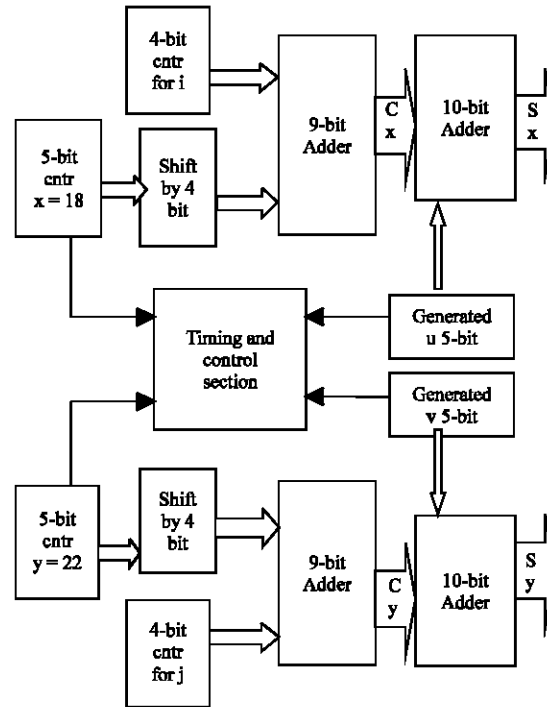 4-bit
cntr
for i
5-bit
cntr
x = 18
Shift
by 4
bit
9-bit
Adder
C
x
10-bit
Adder
S
x
Timing and
control
section
Generated
u 5-bit
Generated
v 5-bit
5-bit
cntr
y = 22
Shift
by 4
bit
4-bit
cntr
for j
9-bit
Adder
C
y
10-bit
Adder
S
y